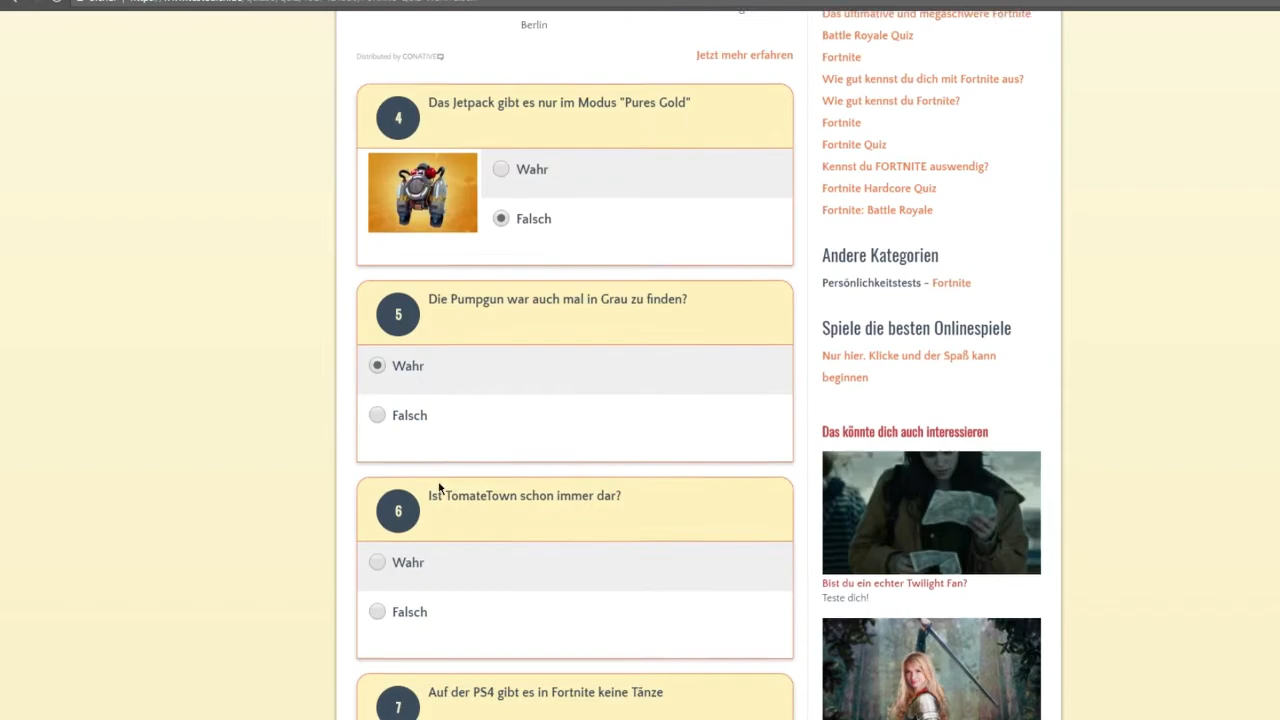 Berlin
Distributed by CONATIVE
Jetzt mehr erfahren
4
Das Jetpack gibt es nur im Modus "Pures Gold"
Wahr
Falsch
5
Die Pumpgun war auch mal in Grau zu finden?
Wahr
Falsch
6
Ist TomateTown schon immer dar?
Wahr
Falsch
7
Auf der PS4 gibt es in Fortnite keine Tänze
Das ultimative und megaschwere Fortnite
Battle Royale Quiz
Fortnite
Wie gut kennst du dich mit Fortnite aus?
Wie gut kennst du Fortnite?
Fortnite
Fortnite Quiz
Kennst du FORTNITE auswendig?
Fortnite Hardcore Quiz
Fortnite: Battle Royale
Andere Kategorien
Persönlichkeitstests - Fortnite
Spiele die besten Onlinespiele
Nur hier. Klicke und der Spaß kann
beginnen
Das könnte dich auch interessieren
Bist du ein echter Twilight Fan?
Teste dich!